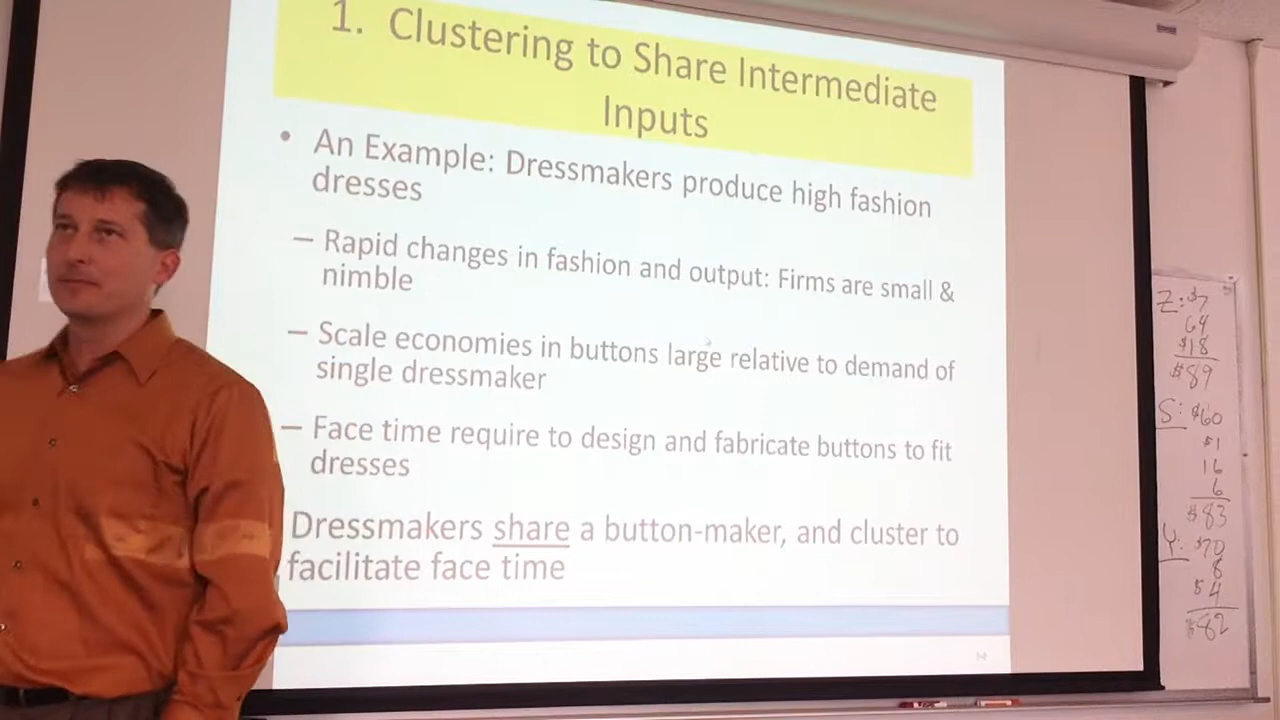 1. Clustering to Share Intermediate
Inputs
• An Example: Dressmakers produce high fashion
dresses
– Rapid changes in fashion and output: Firms are small &
nimble
– Scale economies in buttons large relative to demand of
single dressmaker
– Face time require to design and fabricate buttons to fit
dresses
Dressmakers share a button-maker, and cluster to
facilitate face time
Z: $7
64
$18
$89
S: $60
$1
16
6
$83
Y: $70
8
$4
$82